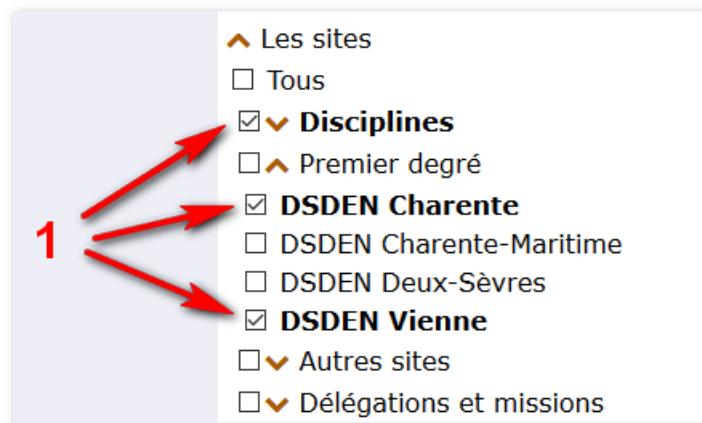 Les sites
Tous
Disciplines
Premier degré
1
DSDEN Charente
DSDEN Charente-Maritime
DSDEN Deux-Sèvres
DSDEN Vienne
Autres sites
Délégations et missions